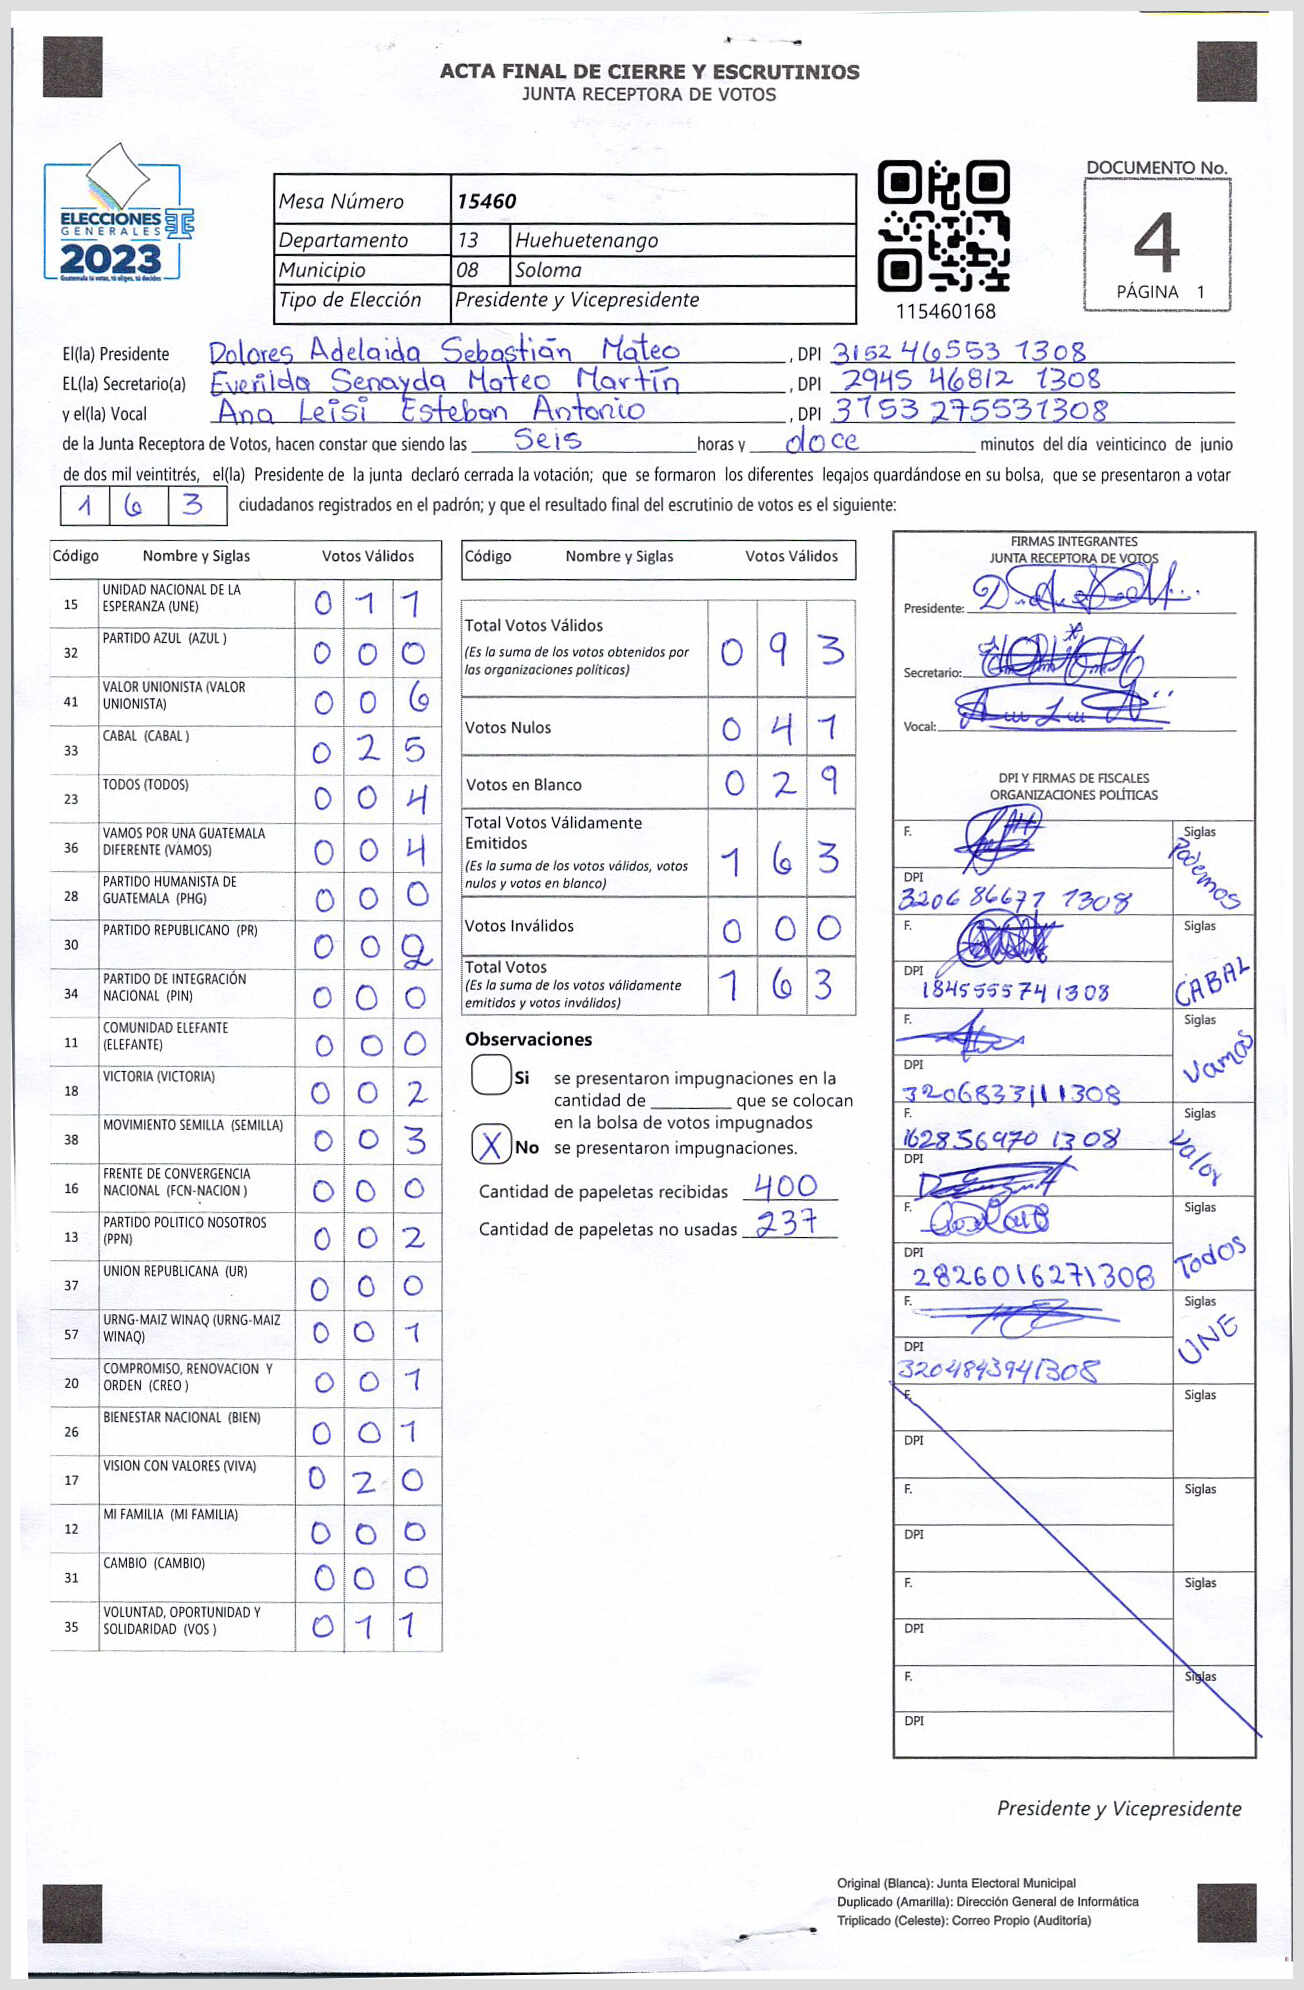 ACTA FINAL DE CIERRE Y ESCRUTINIOS
JUNTA RECEPTORA DE VOTOS
ELECCIONES
GENERALES
2023
Guatemala tú votas, tú eliges, tú decides
Mesa Número 15460
Departamento 13 Huehuetenango
Municipio 08 Soloma
Tipo de Elección Presidente y Vicepresidente
115460168
DOCUMENTO No.
4
PÁGINA 1
El(la) Presidente Dolores Adelaida Sebastián Mateo , DPI 3152 46553 1308
EL(la) Secretario(a) Everilda Senayda Mateo Martín , DPI 2945 46812 1308
y el(la) Vocal Ana Leisi Esteban Antonio , DPI 3153 275531308
de la Junta Receptora de Votos, hacen constar que siendo las Seis horas y doce minutos del día veinticinco de junio
de dos mil veintitrés, el(la) Presidente de la junta declaró cerrada la votación; que se formaron los diferentes legajos guardándose en su bolsa, que se presentaron a votar
1 6 3 ciudadanos registrados en el padrón; y que el resultado final del escrutinio de votos es el siguiente:
Código Nombre y Siglas Votos Válidos
15 UNIDAD NACIONAL DE LA
ESPERANZA (UNE) 0 1 1
32 PARTIDO AZUL (AZUL ) 0 0 0
41 VALOR UNIONISTA (VALOR
UNIONISTA) 0 0 6
33 CABAL (CABAL ) 0 2 5
23 TODOS (TODOS) 0 0 4
36 VAMOS POR UNA GUATEMALA
DIFERENTE (VAMOS) 0 0 4
28 PARTIDO HUMANISTA DE
GUATEMALA (PHG) 0 0 0
30 PARTIDO REPUBLICANO (PR) 0 0 2
34 PARTIDO DE INTEGRACIÓN
NACIONAL (PIN) 0 0 0
11 COMUNIDAD ELEFANTE
(ELEFANTE) 0 0 0
18 VICTORIA (VICTORIA) 0 0 2
38 MOVIMIENTO SEMILLA (SEMILLA) 0 0 3
16 FRENTE DE CONVERGENCIA
NACIONAL (FCN-NACION ) 0 0 0
13 PARTIDO POLITICO NOSOTROS
(PPN) 0 0 2
37 UNION REPUBLICANA (UR) 0 0 0
57 URNG-MAIZ WINAQ (URNG-MAIZ
WINAQ) 0 0 1
20 COMPROMISO, RENOVACION Y
ORDEN (CREO ) 0 0 1
26 BIENESTAR NACIONAL (BIEN) 0 0 1
17 VISION CON VALORES (VIVA) 0 2 0
12 MI FAMILIA (MI FAMILIA) 0 0 0
31 CAMBIO (CAMBIO) 0 0 0
35 VOLUNTAD, OPORTUNIDAD Y
SOLIDARIDAD (VOS ) 0 1 1
Código Nombre y Siglas Votos Válidos
Total Votos Válidos 0 9 3
(Es la suma de los votos obtenidos por
las organizaciones políticas)
Votos Nulos 0 4 1
Votos en Blanco 0 2 9
Total Votos Válidamente
Emitidos 1 6 3
(Es la suma de los votos válidos, votos
nulos y votos en blanco)
Votos Inválidos 0 0 0
Total Votos 1 6 3
(Es la suma de los votos válidamente
emitidos y votos inválidos)
Observaciones
Si se presentaron impugnaciones en la
cantidad de ________ que se colocan
en la bolsa de votos impugnados
X No se presentaron impugnaciones.
Cantidad de papeletas recibidas 400
Cantidad de papeletas no usadas 237
FIRMAS INTEGRANTES
JUNTA RECEPTORA DE VOTOS
Presidente:
Secretario:
Vocal:
DPI Y FIRMAS DE FISCALES
ORGANIZACIONES POLÍTICAS
F. Siglas
Podemos
DPI
3206 86677 1308
F. Siglas
CABAL
DPI
1845555741308
F. Siglas
Vamos
DPI
3206833111308
F. Siglas
162856970 1308
Valor
DPI
F. Siglas
Todos
DPI
2826016271308
F. Siglas
UNE
DPI
3204843941308
F. Siglas
DPI
F. Siglas
DPI
F. Siglas
DPI
F. Siglas
DPI
Presidente y Vicepresidente
Original (Blanca): Junta Electoral Municipal
Duplicado (Amarilla): Dirección General de Informática
Triplicado (Celeste): Correo Propio (Auditoría)